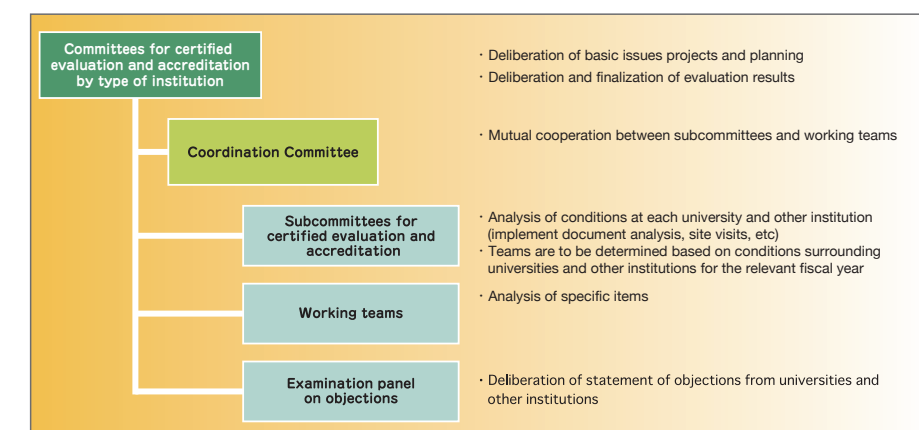 Committees for certified
evaluation and accreditation
by type of institution
・Deliberation of basic issues projects and planning
・Deliberation and finalization of evaluation results
Coordination Committee
・Mutual cooperation between subcommittees and working teams
Subcommittees for
certified evaluation and
accreditation
・Analysis of conditions at each university and other institution
(implement document analysis, site visits, etc)
・Teams are to be determined based on conditions surrounding
universities and other institutions for the relevant fiscal year
Working teams
・Analysis of specific items
Examination panel
on objections
・Deliberation of statement of objections from universities and
other institutions